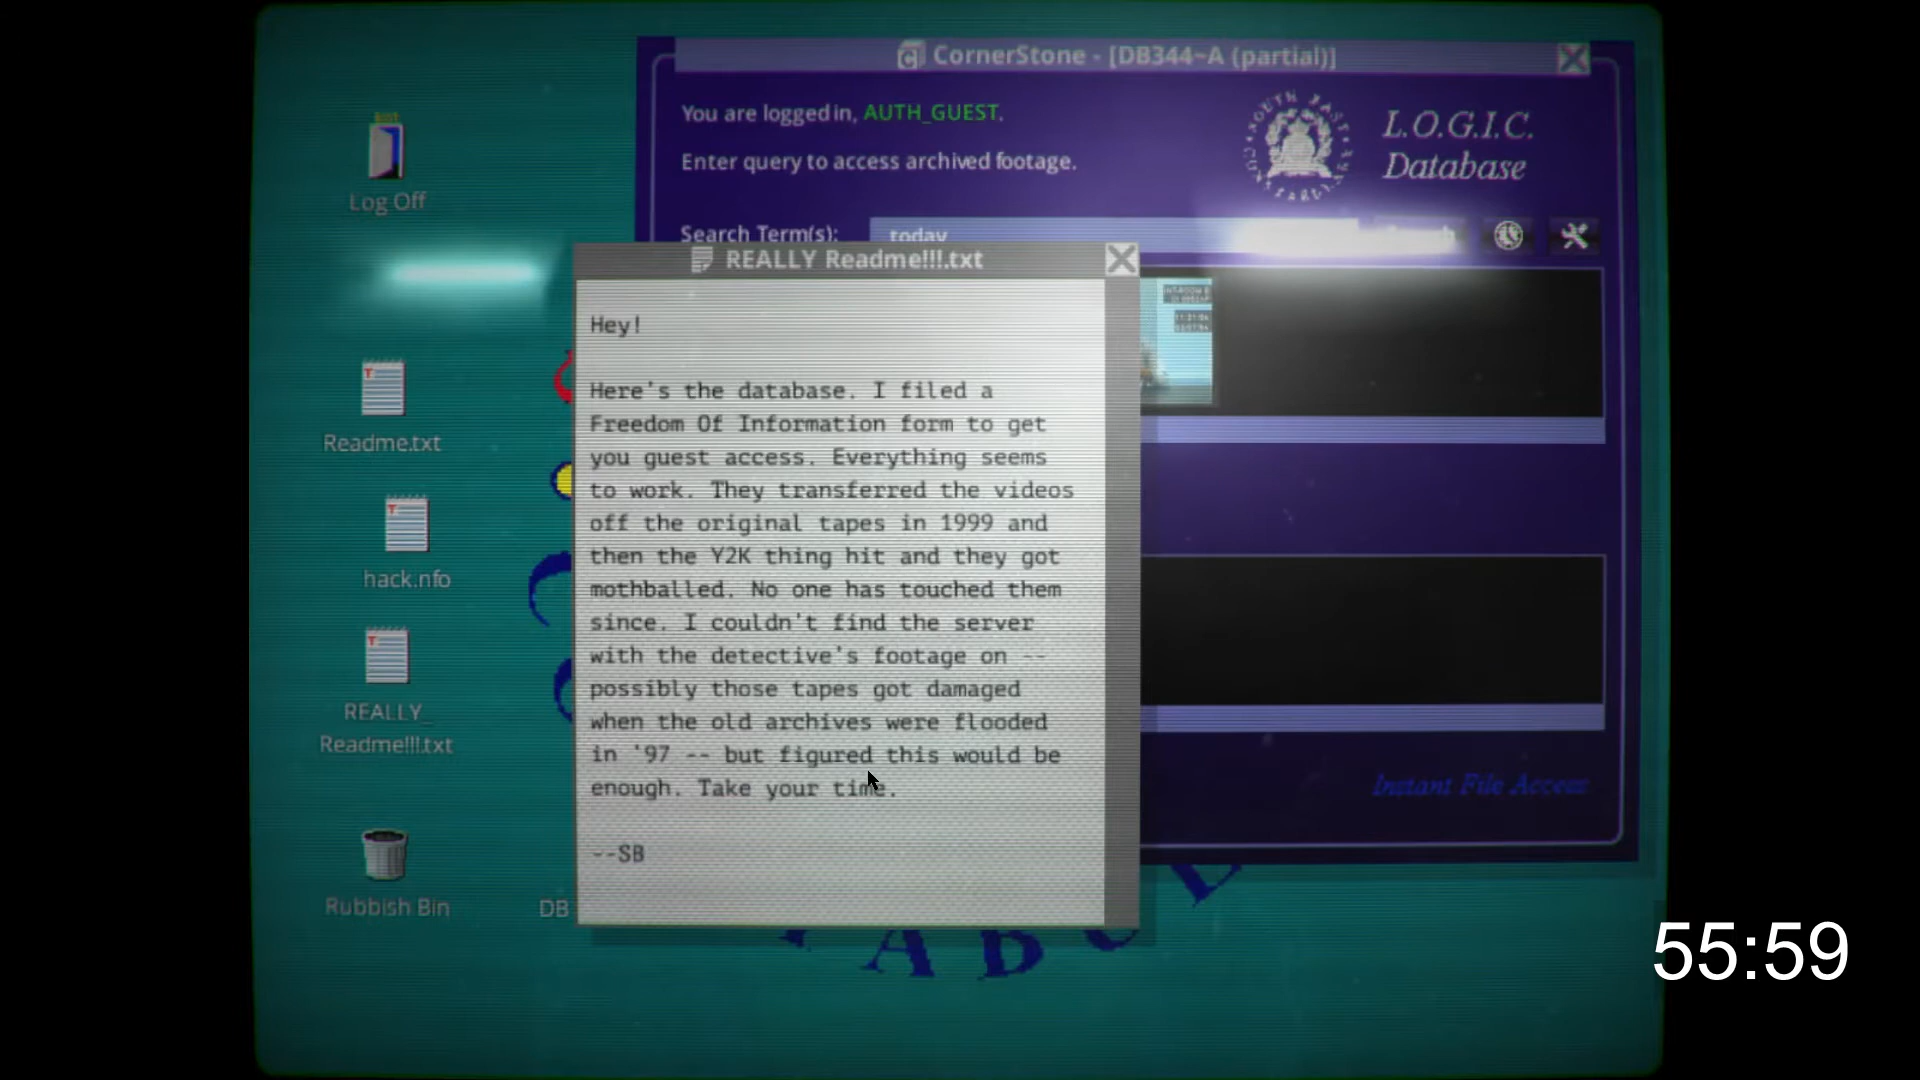 CornerStone - [DB344~A (partial)]
You are logged in, AUTH_GUEST.
Enter query to access archived footage.
L.O.G.I.C.
Database
Search Term(s):
today
Exit
Log Off
Readme.txt
hack.nfo
REALLY_
Readme!!!.txt
Rubbish Bin
DB
REALLY Readme!!!.txt
Hey!
Here's the database. I filed a
Freedom Of Information form to get
you guest access. Everything seems
to work. They transferred the videos
off the original tapes in 1999 and
then the Y2K thing hit and they got
mothballed. No one has touched them
since. I couldn't find the server
with the detective's footage on --
possibly those tapes got damaged
when the old archives were flooded
in '97 -- but figured this would be
enough. Take your time.
--SB
Instant File Access
55:59